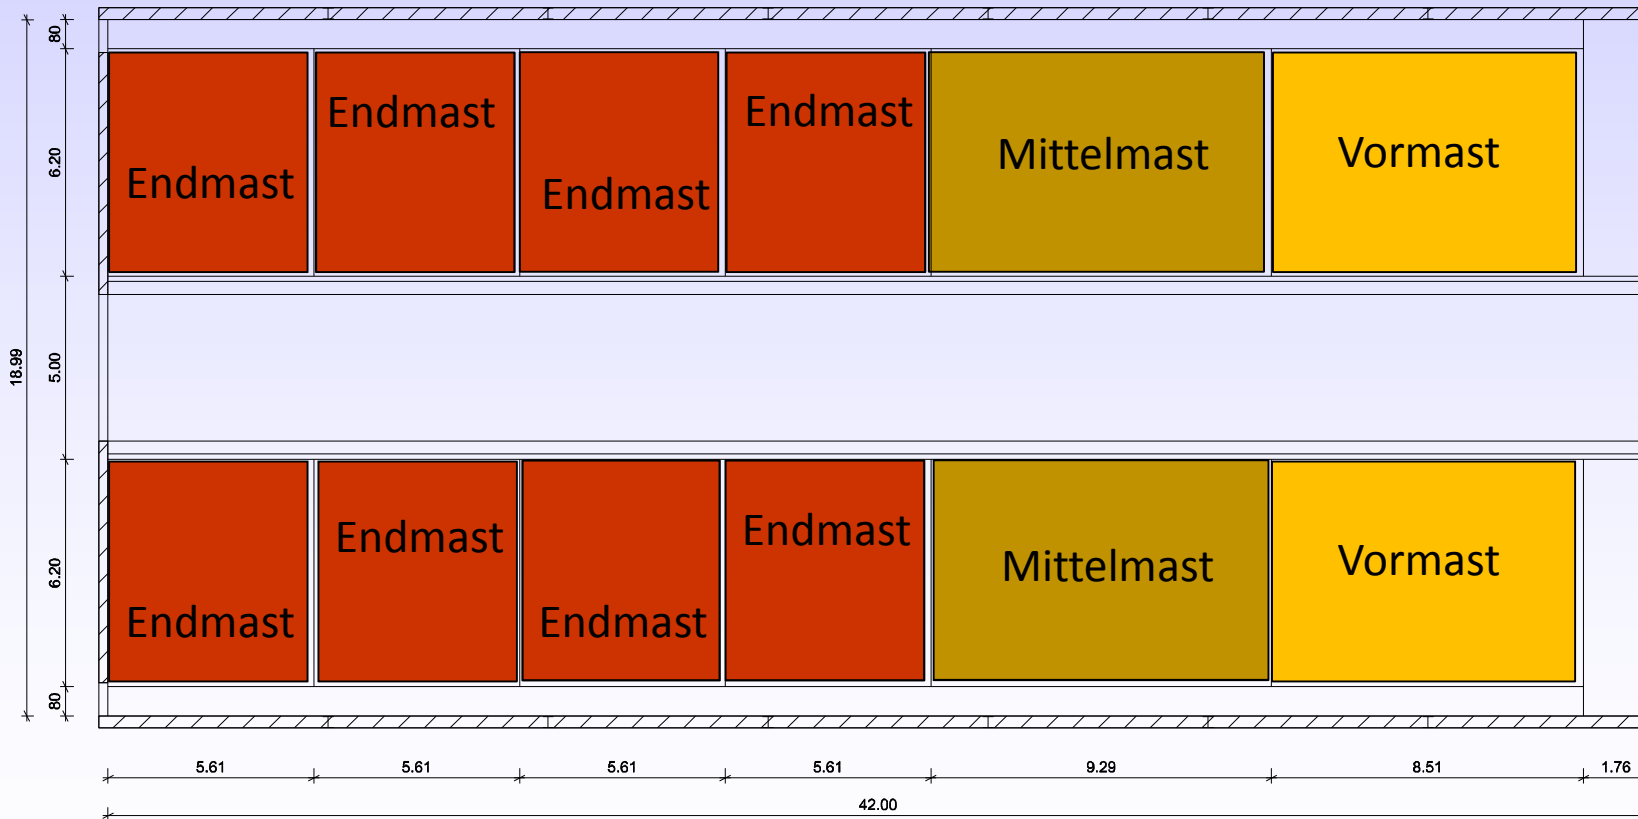 80
Endmast
Endmast
Endmast
Endmast
Mittelmast
Vormast
6.20
18.99
5.00
6.20
Endmast
Endmast
Endmast
Endmast
Mittelmast
Vormast
80
5.61
5.61
5.61
5.61
9.29
8.51
1.76
42.00